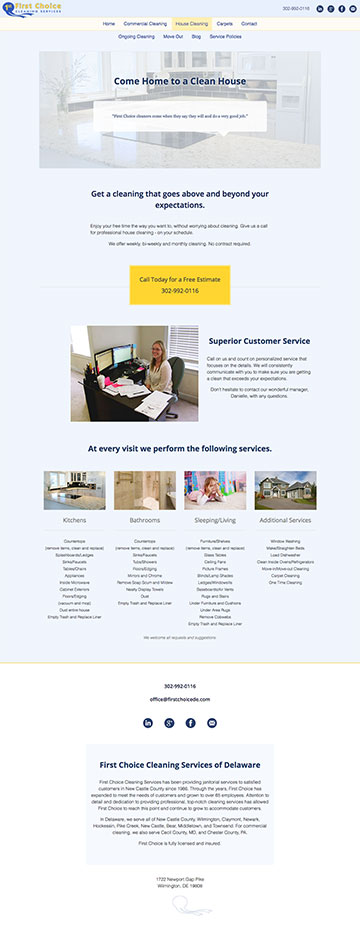 1st First Choice
CLEANING SERVICES
302-992-0116
Home Commercial Cleaning House Cleaning Carpets Contact
Ongoing Cleaning Move Out Blog Service Policies
Come Home to a Clean House
"First Choice cleaners come when they say they will and do a very good job."
Get a cleaning that goes above and beyond your
expectations.
Enjoy your free time the way you want to, without worrying about cleaning. Give us a call
for professional house cleaning - on your schedule.
We offer weekly, bi-weekly and monthly cleaning. No contract required.
Call Today for a Free Estimate
302-992-0116
Superior Customer Service
Call on us and count on personalized service that
focuses on the details. We will consistently
communicate with you to make sure you are getting
a clean that exceeds your expectations.
Don't hesitate to contact our wonderful manager,
Danielle, with any questions.
At every visit we perform the following services.
Kitchens
Countertops
(remove items, clean and replace)
Splashboards/Ledges
Sinks/Faucets
Tables/Chairs
Appliances
Inside Microwave
Cabinet Exteriors
Floors/Edging
(vacuum and mop)
Dust entire house
Empty Trash and Replace Liner
Bathrooms
Countertops
(remove items, clean and replace)
Sinks/Faucets
Tubs/Showers
Floors/Edging
Mirrors and Chrome
Remove Soap Scum and Mildew
Neatly Display Towels
Dust
Empty Trash and Replace Liner
Sleeping/Living
Furniture/Shelves
(remove items, clean and replace)
Glass Tables
Ceiling Fans
Picture Frames
Blinds/Lamp Shades
Ledges/Windowsills
Baseboards/Air Vents
Rugs and Stairs
Under Furniture and Cushions
Under Area Rugs
Remove Cobwebs
Empty Trash and Replace Liner
Additional Services
Window Washing
Make/Straighten Beds
Load Dishwasher
Clean Inside Ovens/Refrigerators
Move-in/Move-out Cleaning
Carpet Cleaning
One Time Cleaning
We welcome all requests and suggestions.
302-992-0116
office@firstchoicede.com
First Choice Cleaning Services of Delaware
First Choice Cleaning Services has been providing janitorial services to satisfied
customers in New Castle County since 1986. Through the years, First Choice has
expanded to meet the needs of customers and grown to over 65 employees. Attention to
detail and dedication to providing professional, top-notch cleaning services has allowed
First Choice to reach this point and continue to grow to accommodate customers.
In Delaware, we serve all of New Castle County, Wilmington, Claymont, Newark,
Hockessin, Pike Creek, New Castle, Bear, Middletown, and Townsend. For commercial
cleaning, we also serve Cecil County, MD, and Chester County, PA.
First Choice is fully licensed and insured.
1732 Newport Gap Pike
Wilmington, DE 19808